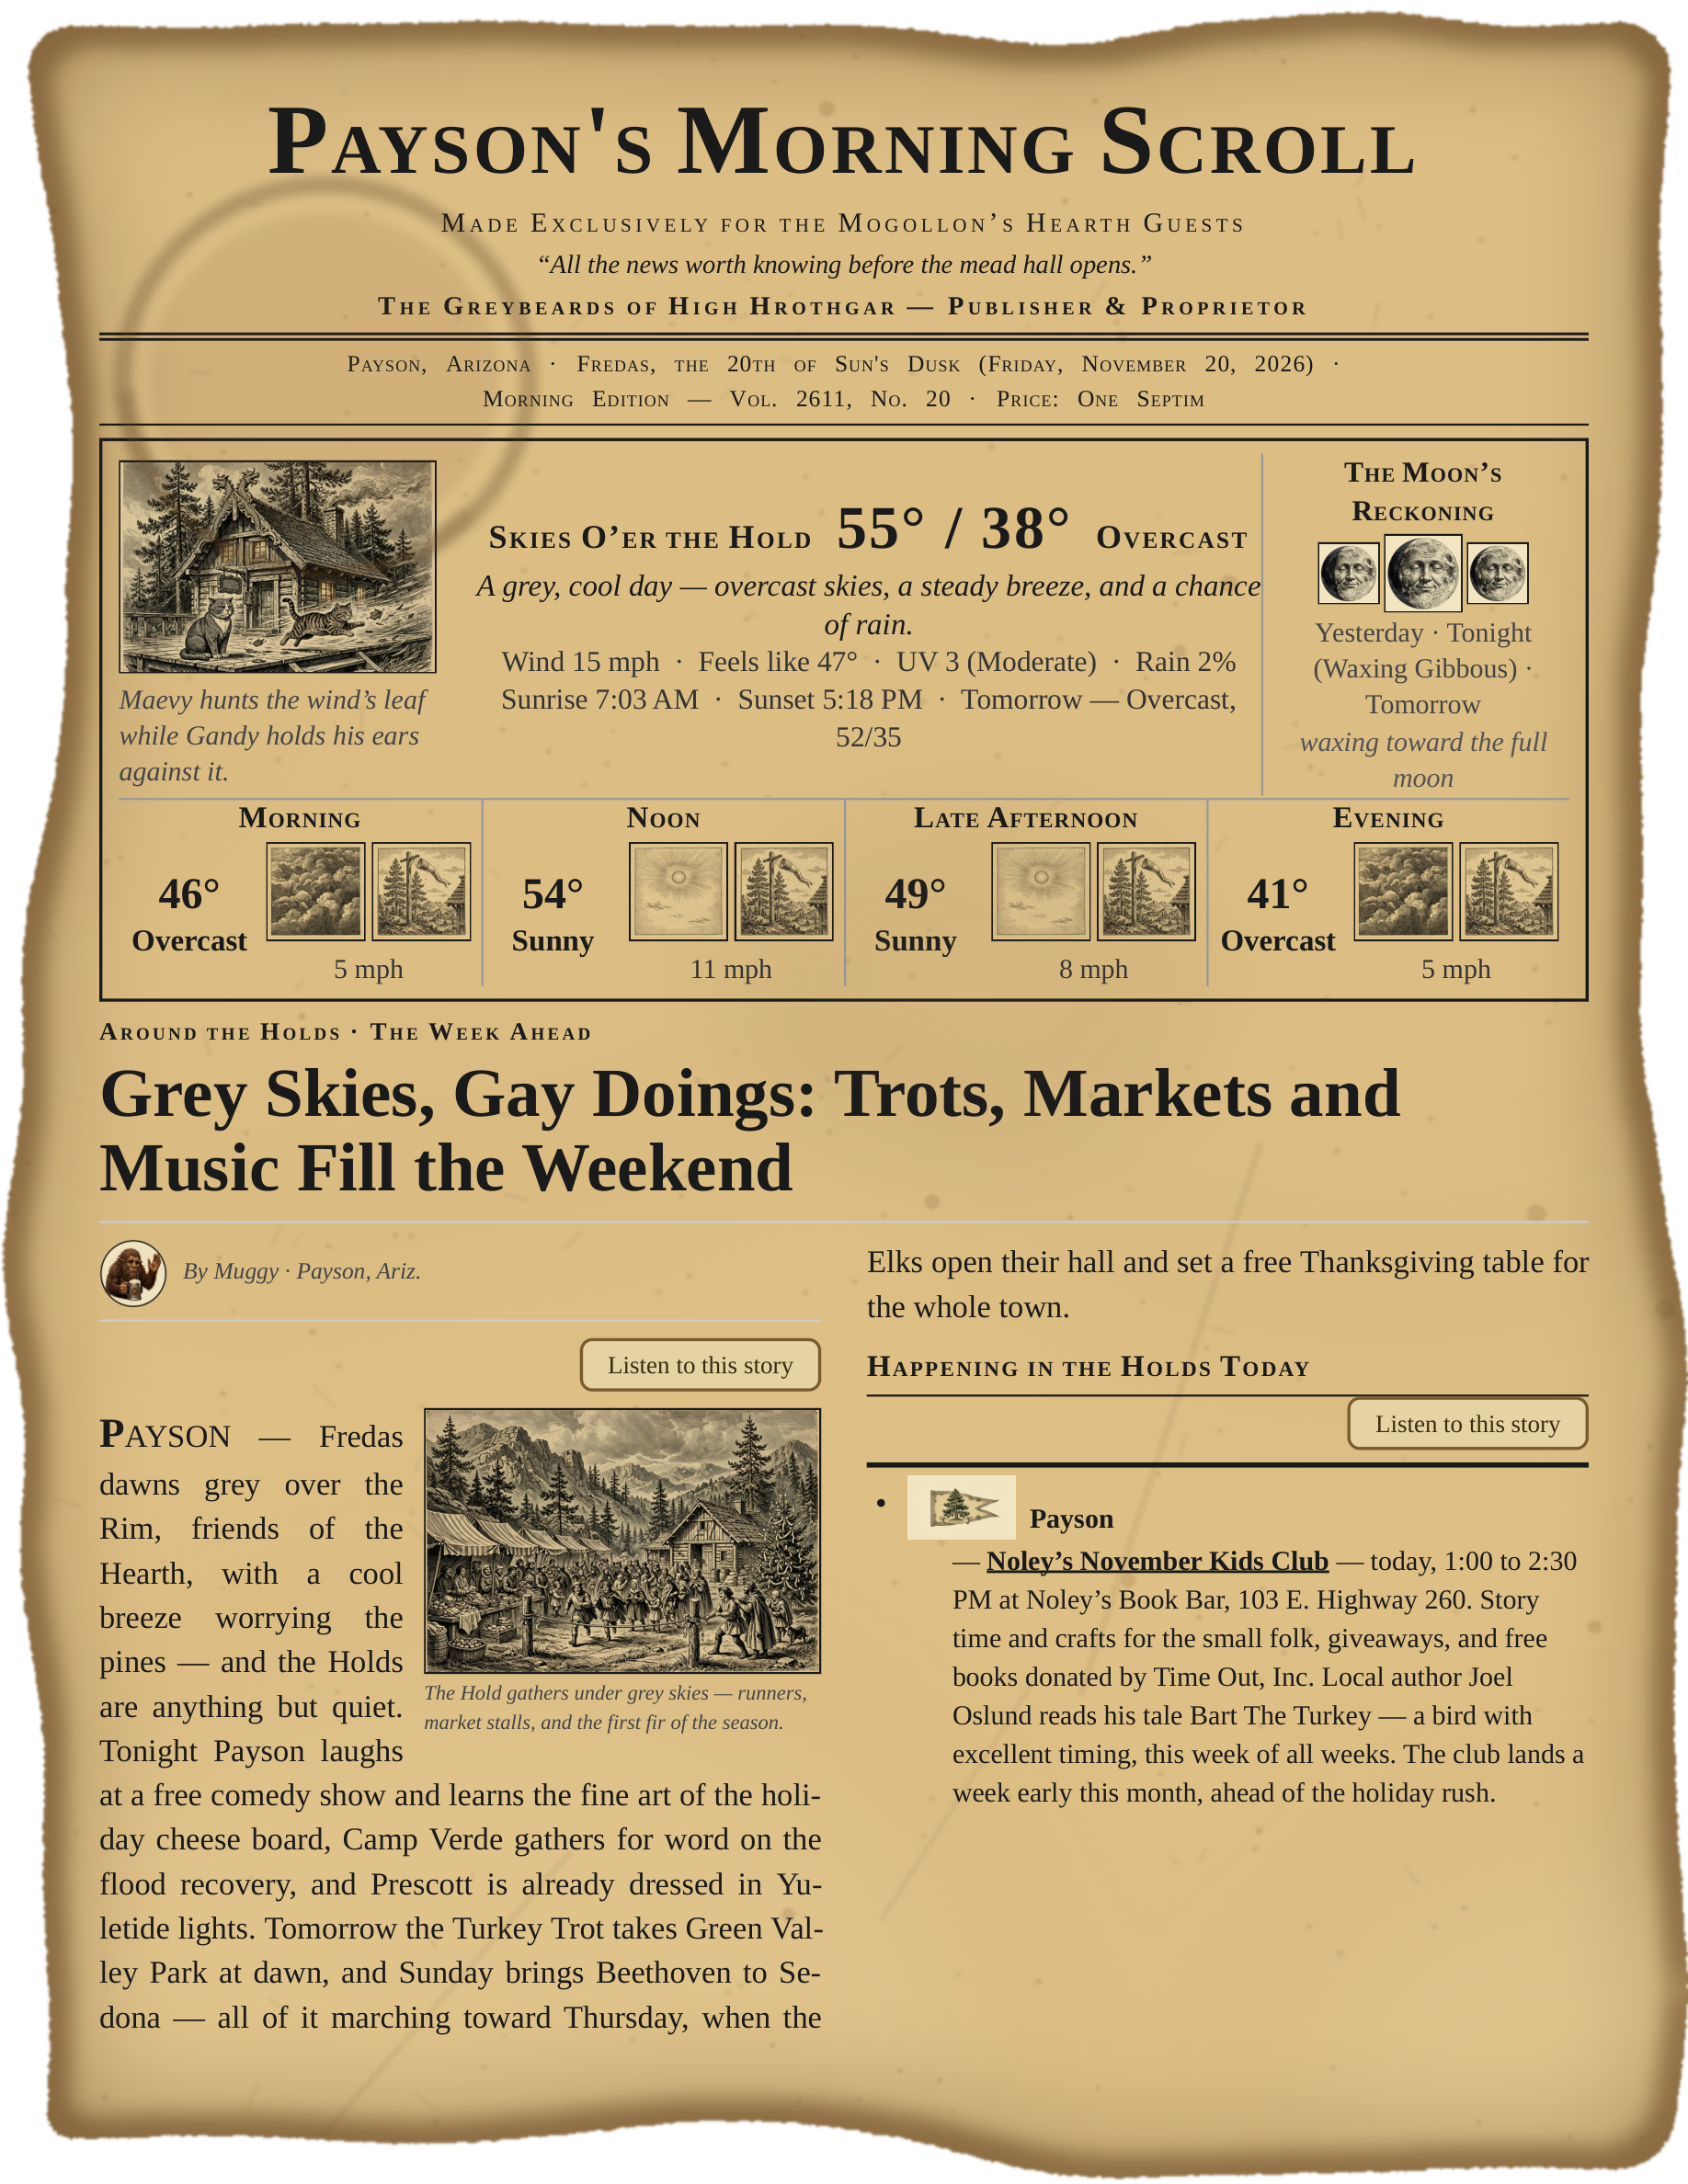 Payson's Morning Scroll
Made Exclusively for the Mogollon’s Hearth Guests
“All the news worth knowing before the mead hall opens.”
The Greybeards of High Hrothgar — Publisher & Proprietor
Payson, Arizona · Fredas, the 20th of Sun's Dusk (Friday, November 20, 2026) ·
Morning Edition — Vol. 2611, No. 20 · Price: One Septim
Maevy hunts the wind’s leaf
while Gandy holds his ears
against it.
Skies O’er the Hold 55° / 38° Overcast
A grey, cool day — overcast skies, a steady breeze, and a chance
of rain.
Wind 15 mph · Feels like 47° · UV 3 (Moderate) · Rain 2%
Sunrise 7:03 AM · Sunset 5:18 PM · Tomorrow — Overcast,
52/35
The Moon’s
Reckoning
Yesterday · Tonight
(Waxing Gibbous) ·
Tomorrow
waxing toward the full
moon
Morning
46°
Overcast
5 mph
Noon
54°
Sunny
11 mph
Late Afternoon
49°
Sunny
8 mph
Evening
41°
Overcast
5 mph
Around the Holds · The Week Ahead
Grey Skies, Gay Doings: Trots, Markets and
Music Fill the Weekend
By Muggy · Payson, Ariz.
Listen to this story
PAYSON — Fredas
dawns grey over the
Rim, friends of the
Hearth, with a cool
breeze worrying the
pines — and the Holds
are anything but quiet.
Tonight Payson laughs
The Hold gathers under grey skies — runners,
market stalls, and the first fir of the season.
at a free comedy show and learns the fine art of the holi-
day cheese board, Camp Verde gathers for word on the
flood recovery, and Prescott is already dressed in Yu-
letide lights. Tomorrow the Turkey Trot takes Green Val-
ley Park at dawn, and Sunday brings Beethoven to Se-
dona — all of it marching toward Thursday, when the
Elks open their hall and set a free Thanksgiving table for
the whole town.
Happening in the Holds Today
Listen to this story
• Payson
— Noley’s November Kids Club — today, 1:00 to 2:30
PM at Noley’s Book Bar, 103 E. Highway 260. Story
time and crafts for the small folk, giveaways, and free
books donated by Time Out, Inc. Local author Joel
Oslund reads his tale Bart The Turkey — a bird with
excellent timing, this week of all weeks. The club lands a
week early this month, ahead of the holiday rush.